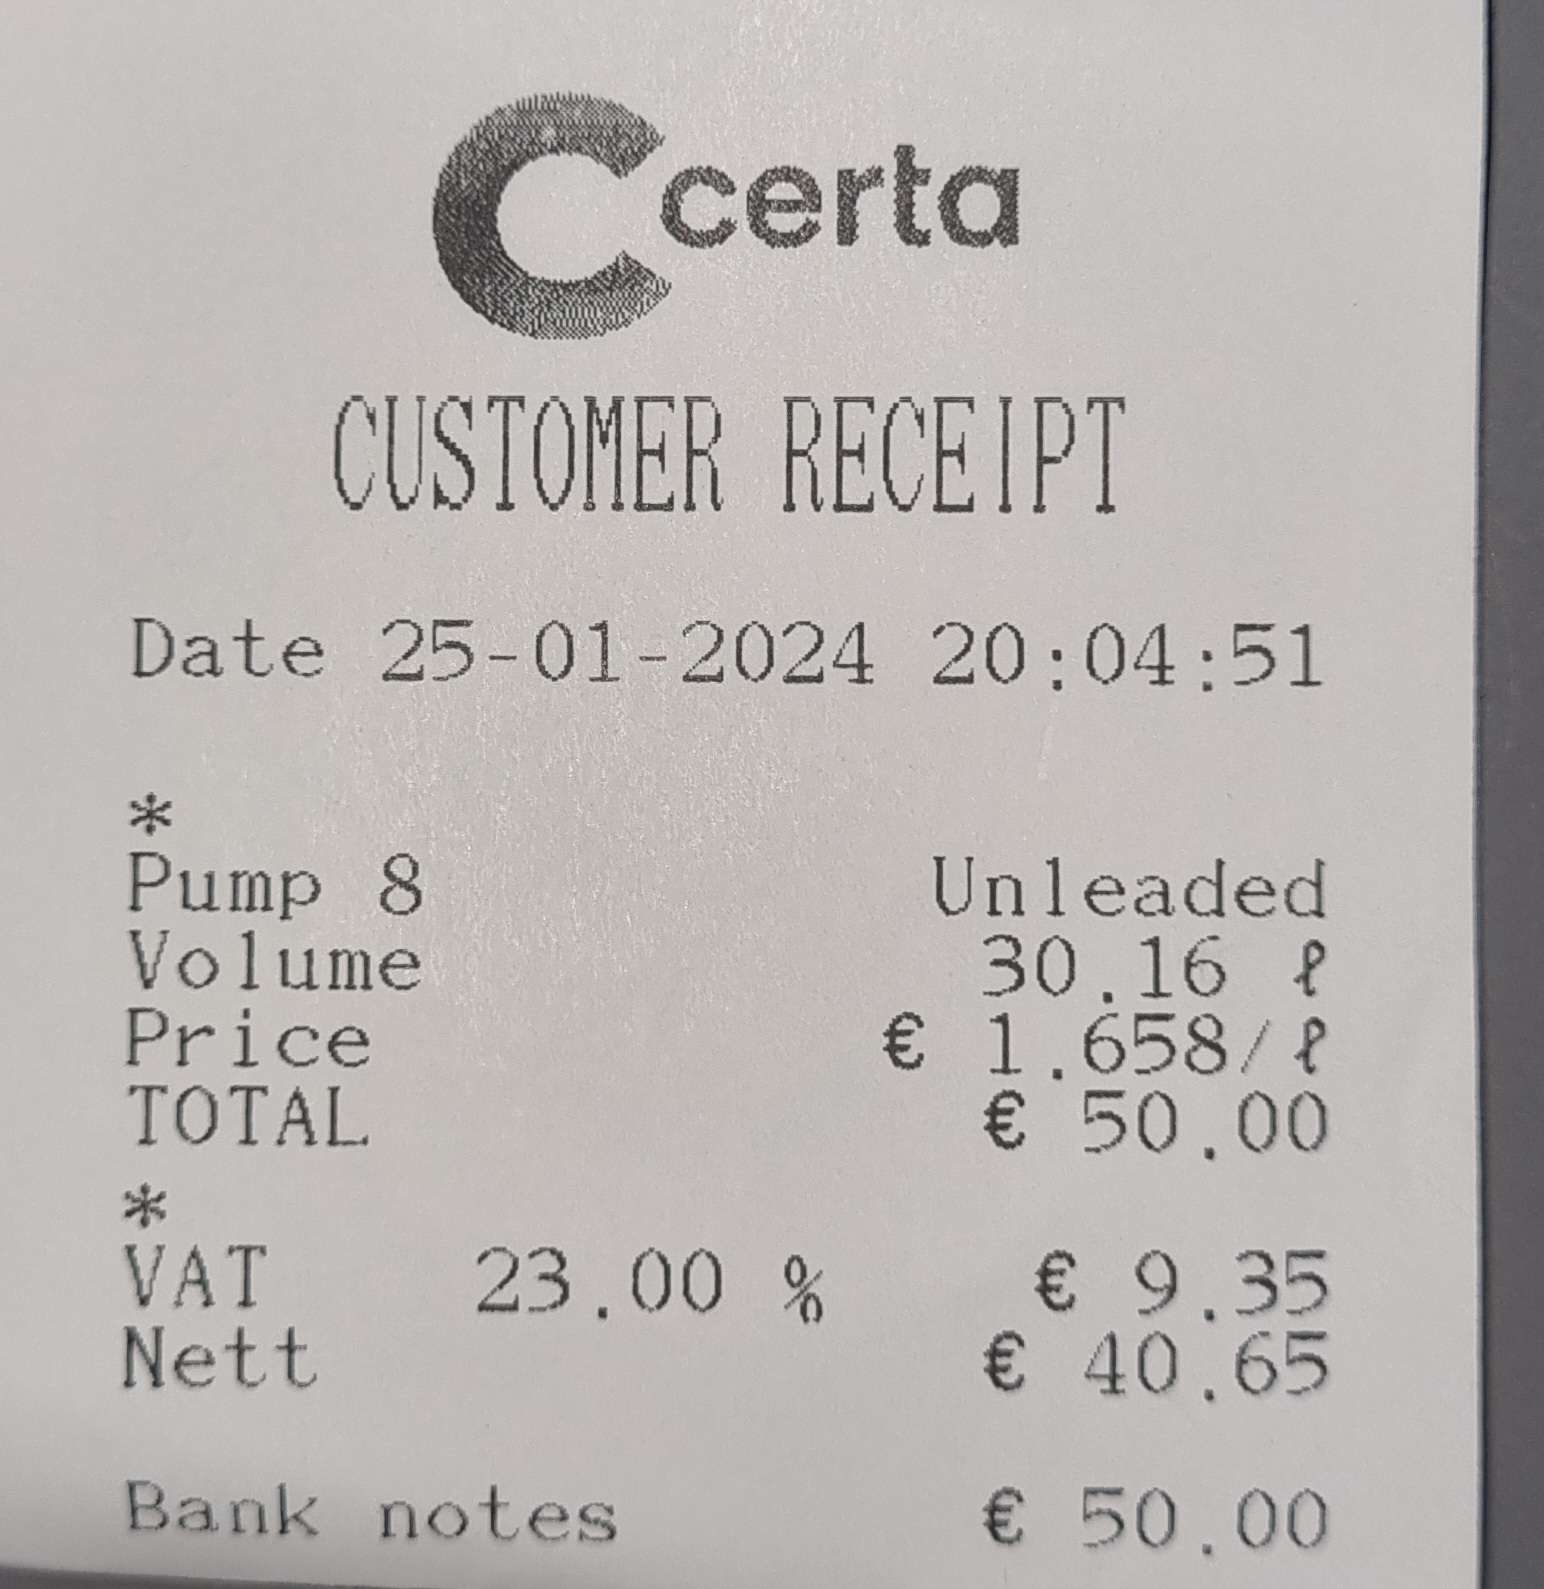 certa
CUSTOMER RECEIPT
Date 25-01-2024 20:04:51
*
Pump 8 Unleaded
Volume 30.16 ℓ
Price € 1.658/ℓ
TOTAL € 50.00
*
VAT 23.00 % € 9.35
Nett € 40.65
Bank notes € 50.00